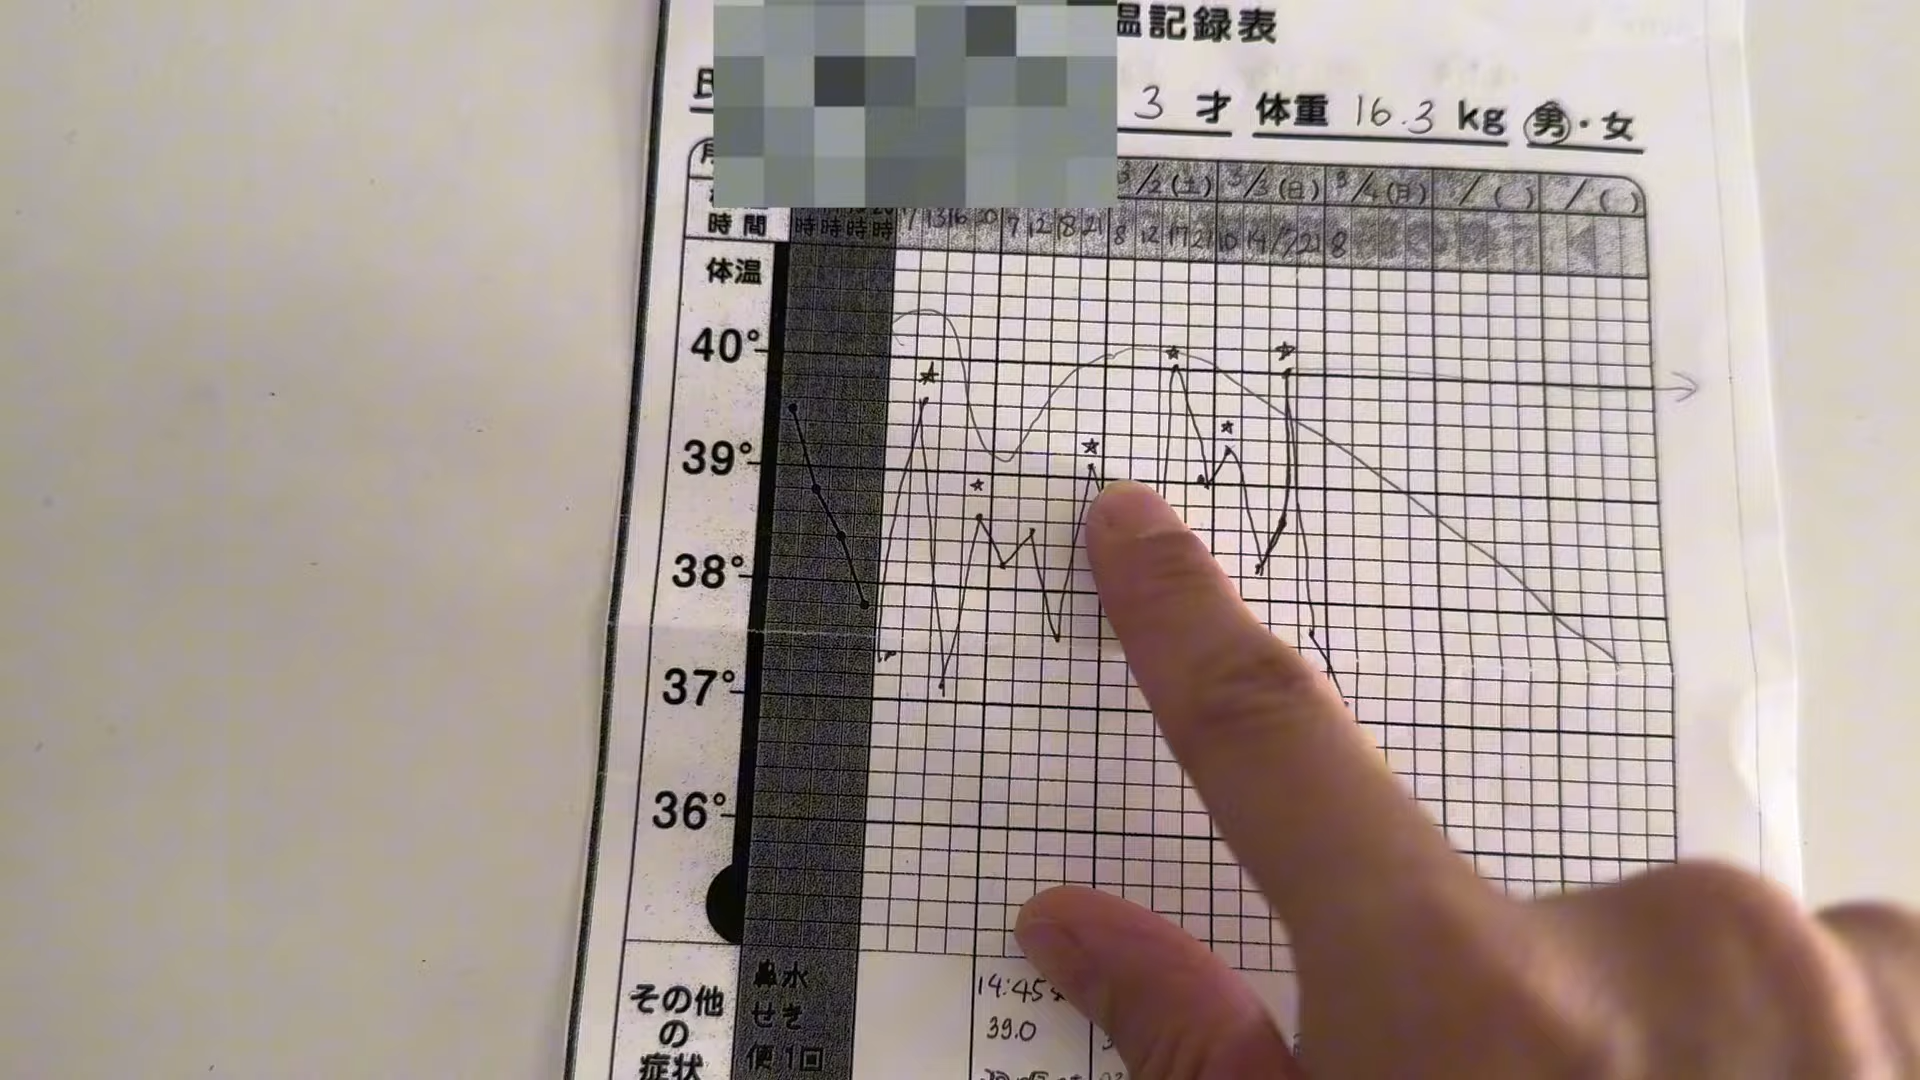 温記録表
3 才 体重 16.3 kg 男・女
3/2(土) 3/3(日) 3/4(月) /( ) /( )
時間 時 時 時 時 7 13 16 20 7 12 18 21 8 12 17 21 10 14 21 8
体温
40°
39°
38°
37°
36°
その他の症状
鼻水
せき
便1回
14:45
39.0